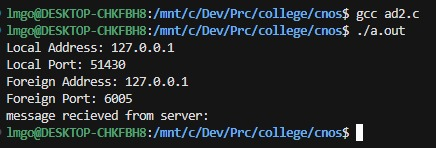 lmgo@DESKTOP-CHKFBH8:/mnt/c/Dev/Prc/college/cnos$ gcc ad2.c
lmgo@DESKTOP-CHKFBH8:/mnt/c/Dev/Prc/college/cnos$ ./a.out
Local Address: 127.0.0.1
Local Port: 51430
Foreign Address: 127.0.0.1
Foreign Port: 6005
message recieved from server:
lmgo@DESKTOP-CHKFBH8:/mnt/c/Dev/Prc/college/cnos$